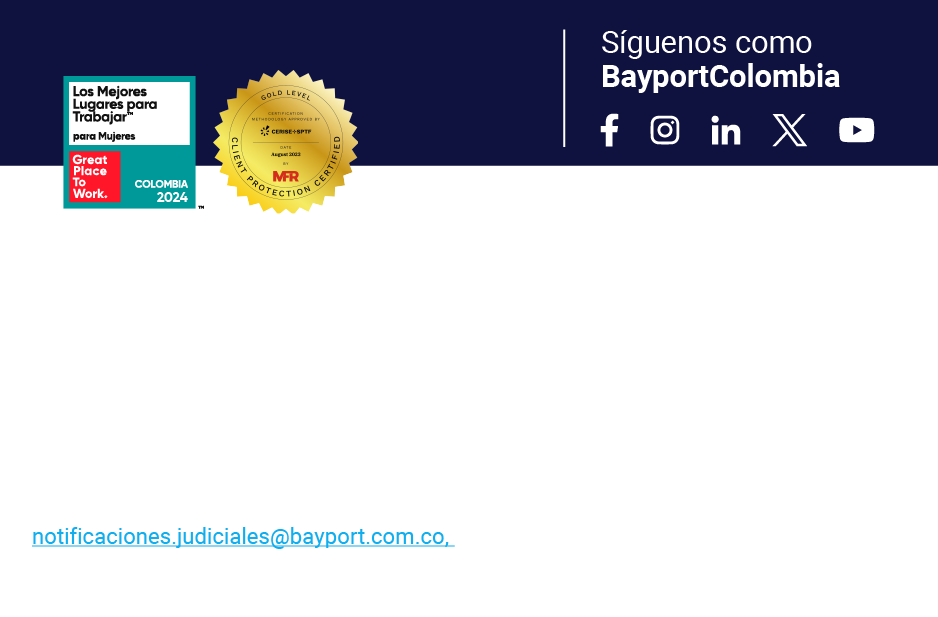 Síguenos como
BayportColombia
Los Mejores
Lugares para
Trabajar™
para Mujeres
Great
Place
To
Work.
COLOMBIA
2024
™
GOLD LEVEL
CERTIFICATION
METHODOLOGY APPROVED BY
CERISE+SPTF
DATE
August 2022
BY
MFR
CLIENT PROTECTION CERTIFIED
notificaciones.judiciales@bayport.com.co,